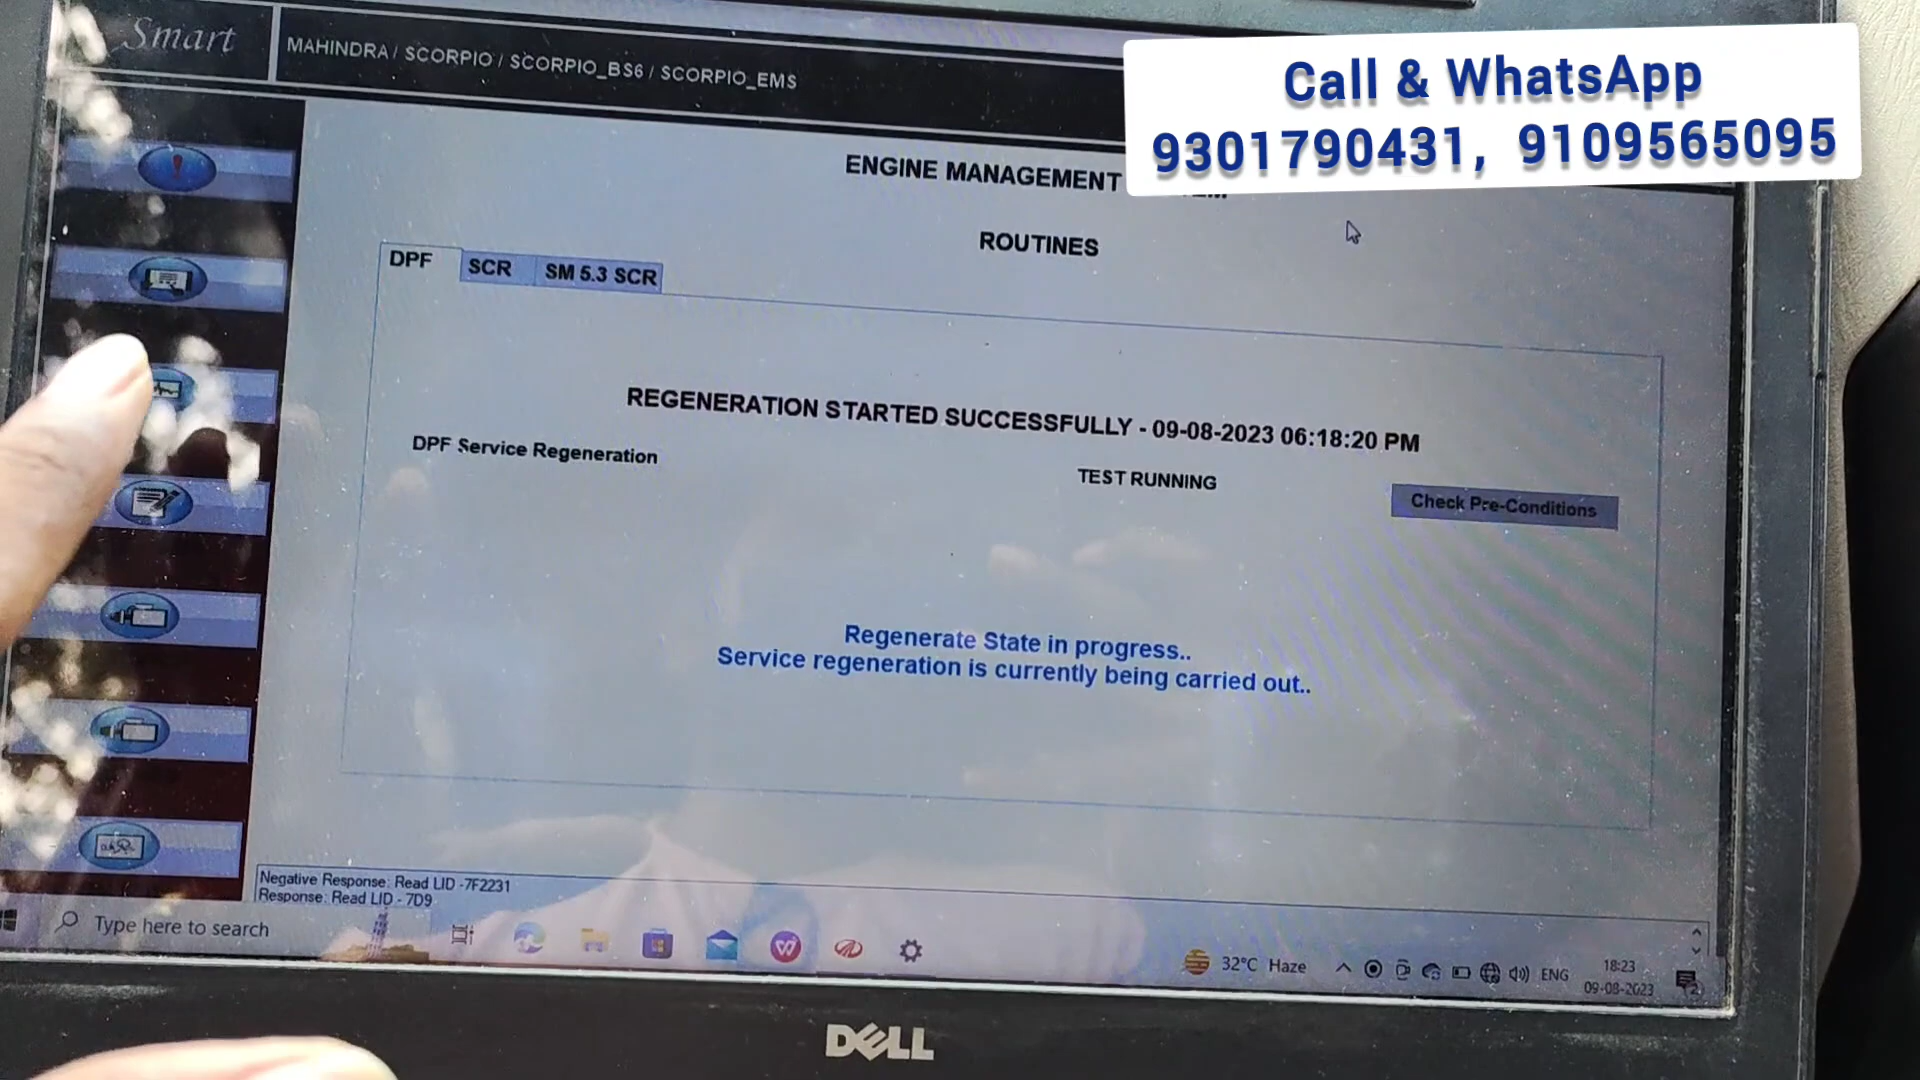 Smart
MAHINDRA / SCORPIO / SCORPIO_BS6 / SCORPIO_EMS
Call & WhatsApp
9301790431, 9109565095
ENGINE MANAGEMENT
ROUTINES
DPF
SCR
SM 5.3 SCR
REGENERATION STARTED SUCCESSFULLY - 09-08-2023 06:18:20 PM
DPF Service Regeneration
TEST RUNNING
Check Pre-Conditions
Regenerate State in progress..
Service regeneration is currently being carried out..
Negative Response: Read LID -7F2231
Response: Read LID - 7D9
Type here to search
32°C Haze
ENG
18:23
09-08-2023
DELL